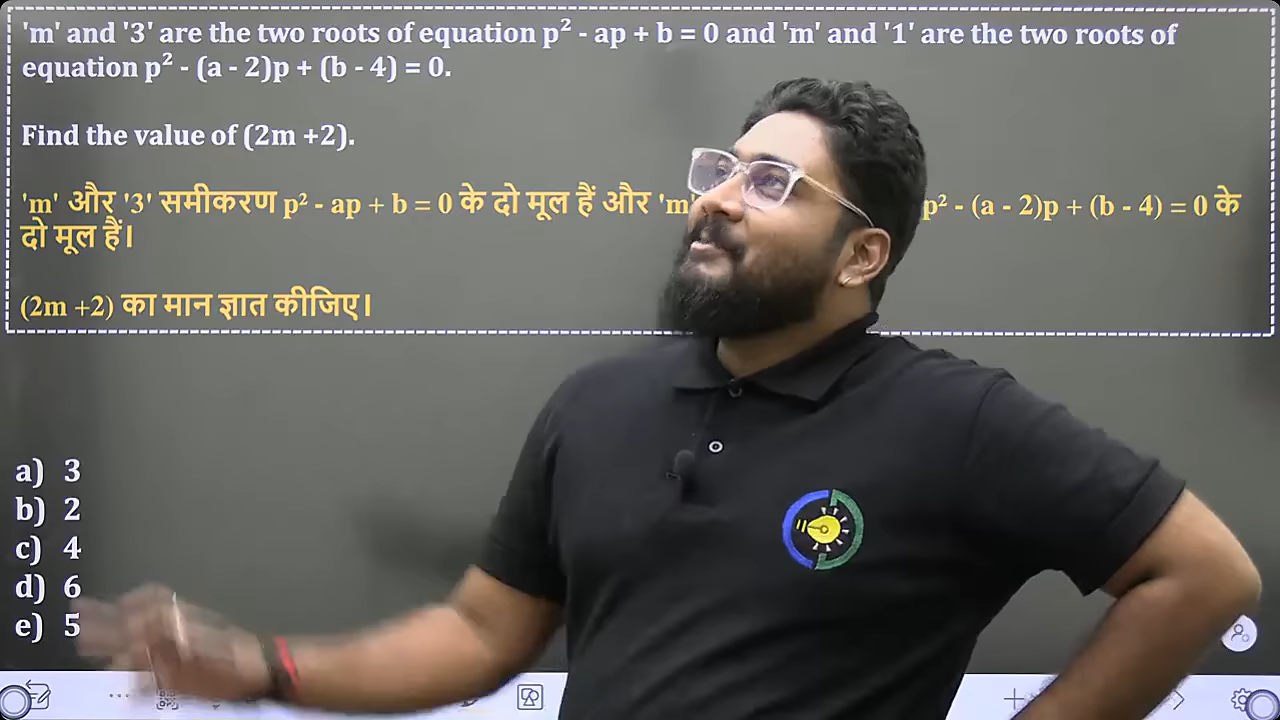 'm' and '3' are the two roots of equation p² - ap + b = 0 and 'm' and '1' are the two roots of
equation p² - (a - 2)p + (b - 4) = 0.
Find the value of (2m +2).
'm' और '3' समीकरण p² - ap + b = 0 के दो मूल हैं और 'm' p² - (a - 2)p + (b - 4) = 0 के
दो मूल हैं।
(2m +2) का मान ज्ञात कीजिए।
a) 3
b) 2
c) 4
d) 6
e) 5